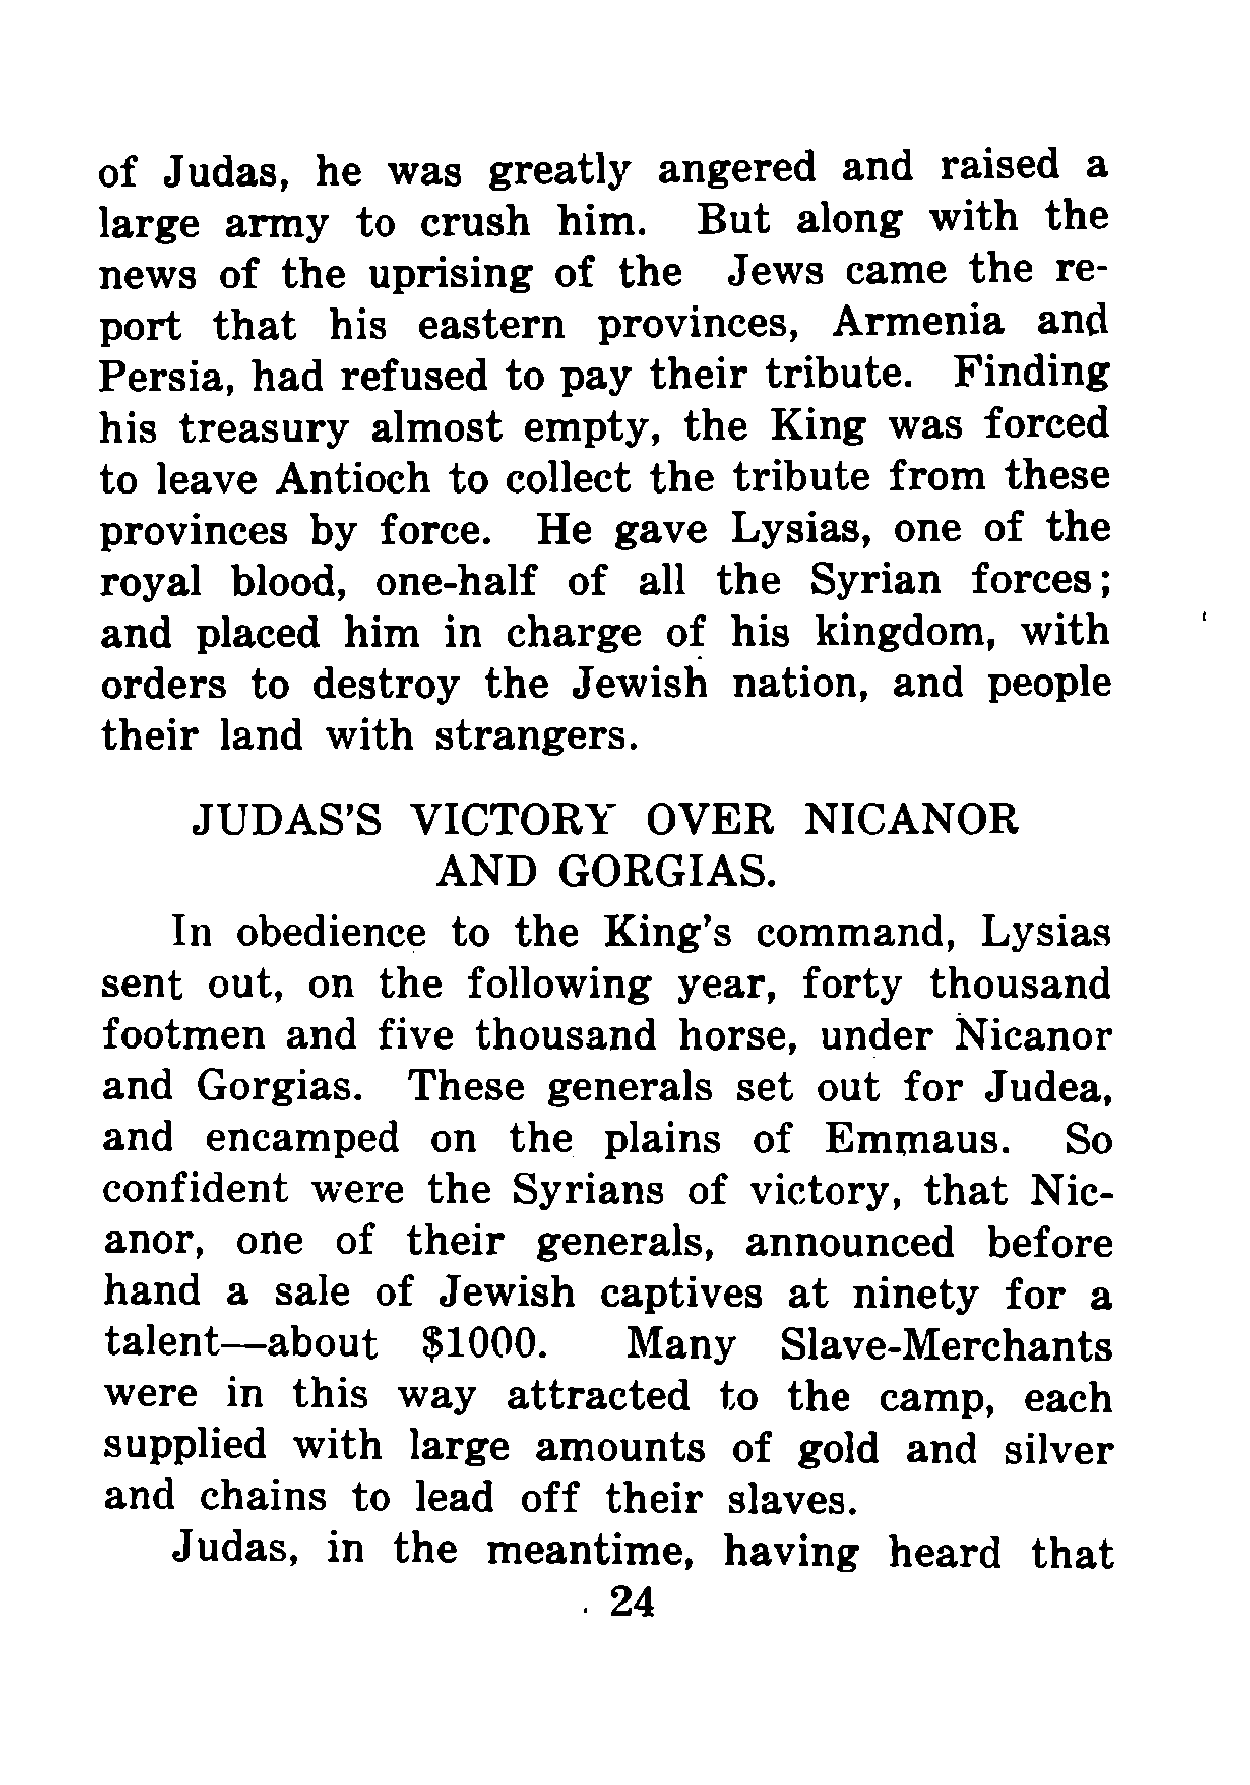 of Judas, he was greatly angered and raised a
large army to crush him. But along with the
news of the uprising of the Jews came the re-
port that his eastern provinces, Armenia and
Persia, had refused to pay their tribute. Finding
his treasury almost empty, the King was forced
to leave Antioch to collect the tribute from these
provinces by force. He gave Lysias, one of the
royal blood, one-half of all the Syrian forces;
and placed him in charge of his kingdom, with
orders to destroy the Jewish nation, and people
their land with strangers.
JUDAS'S VICTORY OVER NICANOR
AND GORGIAS.
In obedience to the King's command, Lysias
sent out, on the following year, forty thousand
footmen and five thousand horse, under Nicanor
and Gorgias. These generals set out for Judea,
and encamped on the plains of Emmaus. So
confident were the Syrians of victory, that Nic-
anor, one of their generals, announced before
hand a sale of Jewish captives at ninety for a
talent—about $1000. Many Slave-Merchants
were in this way attracted to the camp, each
supplied with large amounts of gold and silver
and chains to lead off their slaves.
Judas, in the meantime, having heard that
24